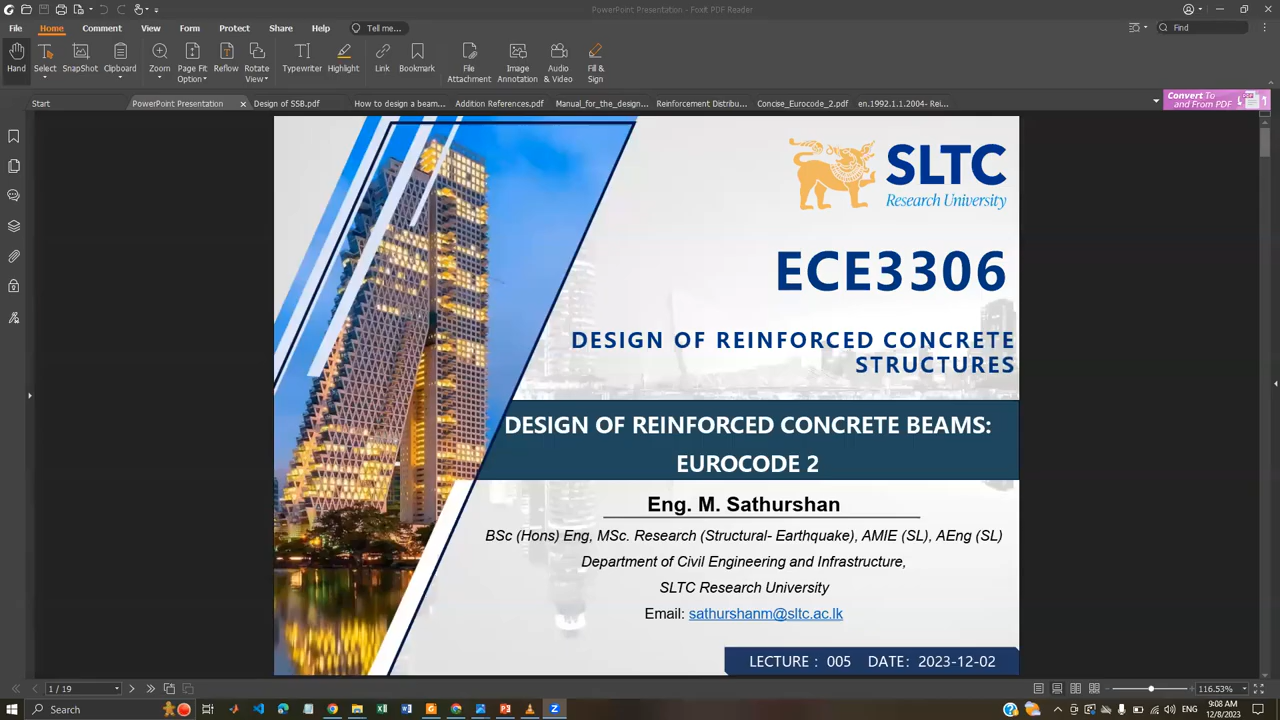 PowerPoint Presentation - Foxit PDF Reader
File Home Comment View Form Protect Share Help Tell me... Find
Hand Select SnapShot Clipboard Zoom Page Fit Option Reflow Rotate View Typewriter Highlight Link Bookmark File Attachment Image Annotation Audio & Video Fill & Sign
Start PowerPoint Presentation Design of SSB.pdf How to design a beam... Addition References.pdf Manual_for_the_design... Reinforcement Distribu... Concise_Eurocode_2.pdf en.1992.1.1.2004- Rei...
Convert To
and From PDF
SLTC
Research University
ECE3306
DESIGN OF REINFORCED CONCRETE
STRUCTURES
DESIGN OF REINFORCED CONCRETE BEAMS:
EUROCODE 2
Eng. M. Sathurshan
BSc (Hons) Eng, MSc. Research (Structural- Earthquake), AMIE (SL), AEng (SL)
Department of Civil Engineering and Infrastructure,
SLTC Research University
Email: sathurshanm@sltc.ac.lk
LECTURE : 005 DATE: 2023-12-02
1 / 19 116.53%
Search ENG 9:08 AM
12/8/2023